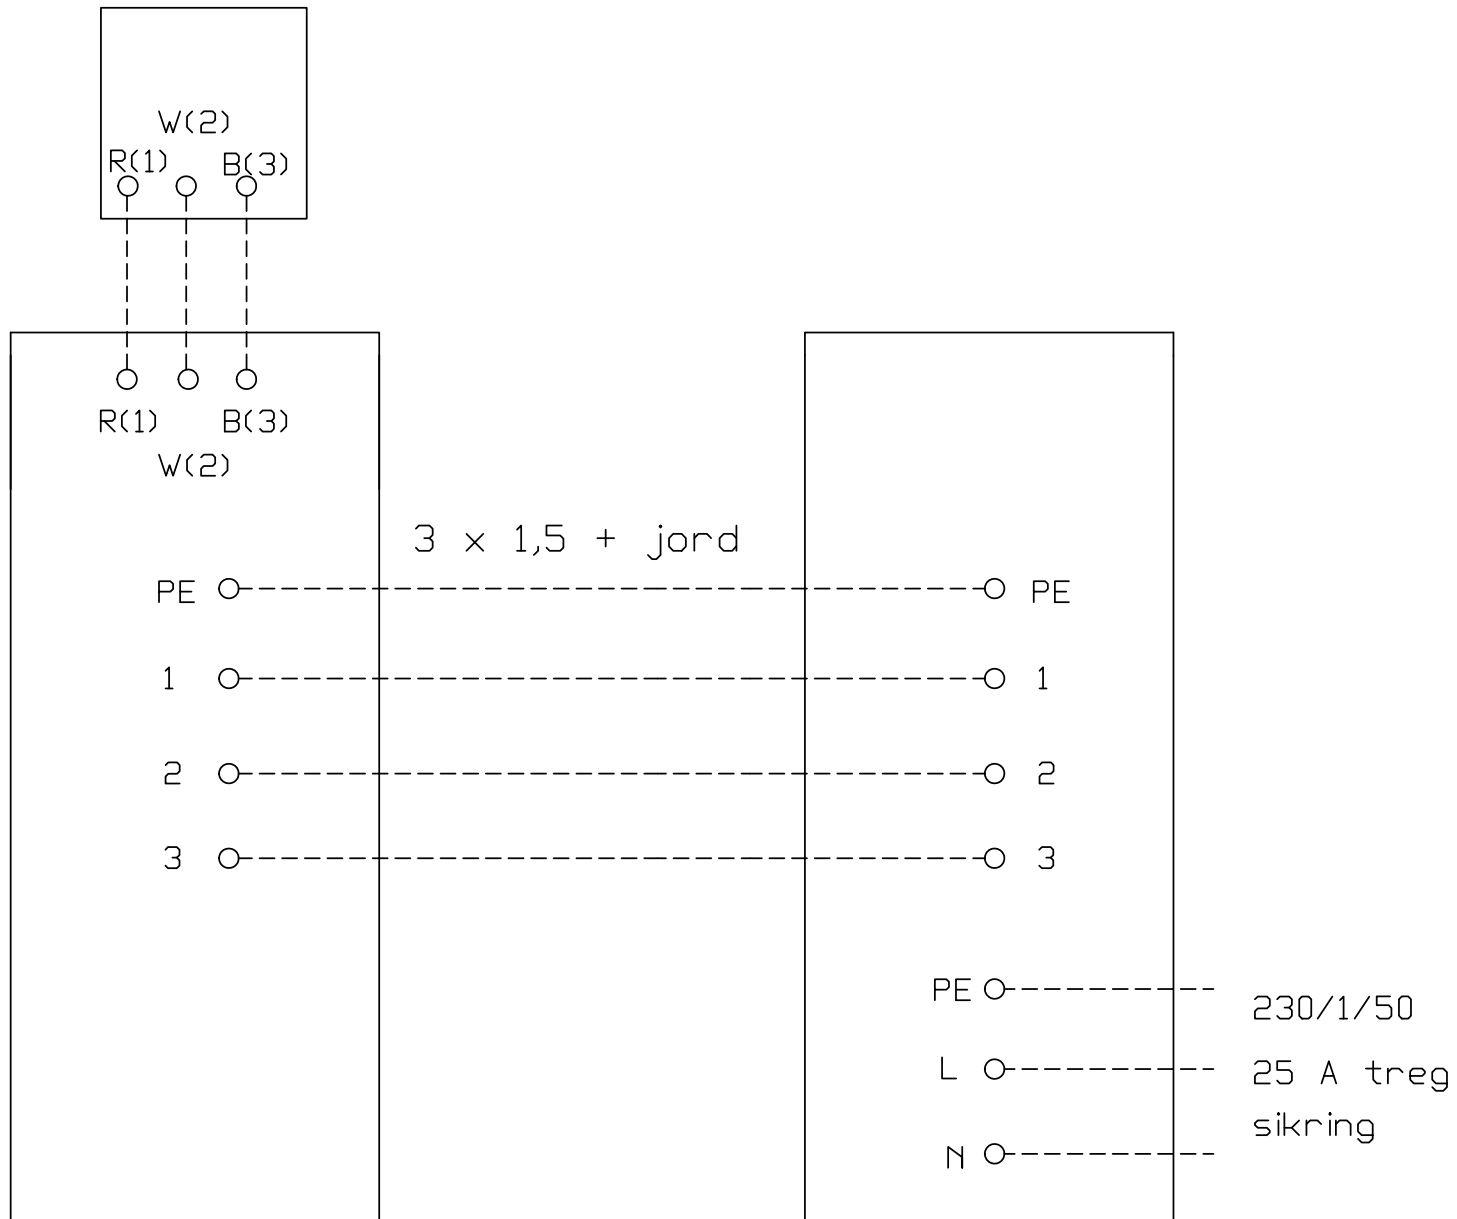 W(2)
R(1) B(3)
R(1) B(3)
W(2)
3 x 1,5 + jord
PE PE
1 1
2 2
3 3
PE
230/1/50
L
25 A treg
sikring
N